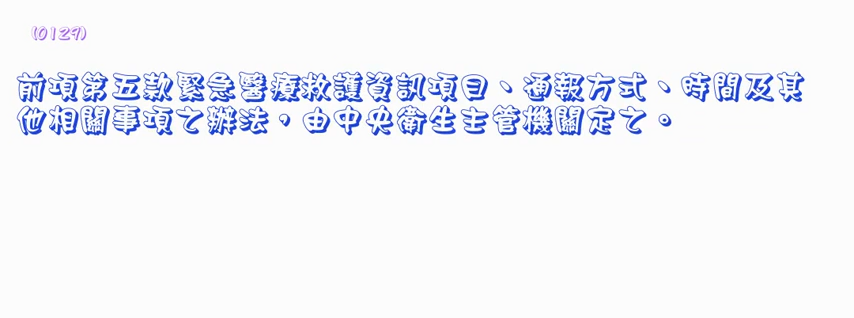 (0129)
前項第五款緊急醫療救護資訊項目、通報方式、時間及其
他相關事項之辦法，由中央衛生主管機關定之。